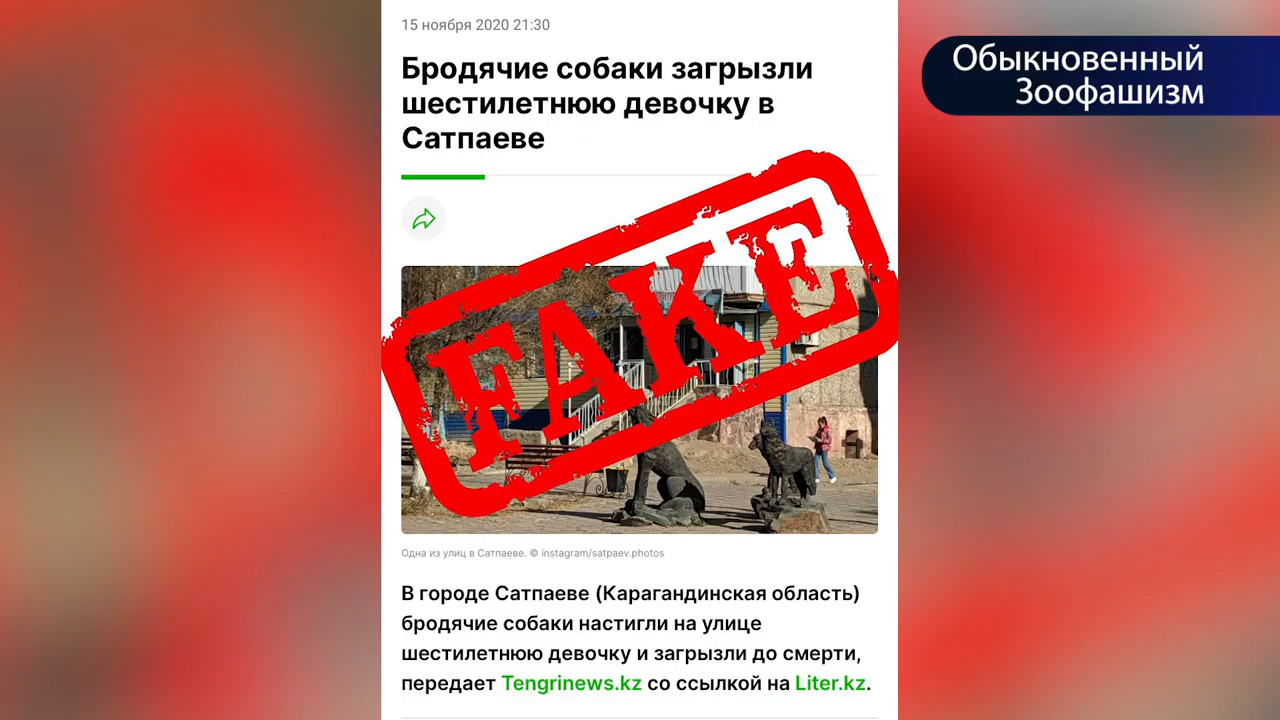 15 ноября 2020 21:30
Обыкновенный
Зоофашизм
Бродячие собаки загрызли
шестилетнюю девочку в
Сатпаеве
FAKE
Одна из улиц в Сатпаеве. © instagram/satpaev.photos
В городе Сатпаеве (Карагандинская область)
бродячие собаки настигли на улице
шестилетнюю девочку и загрызли до смерти,
передает Tengrinews.kz со ссылкой на Liter.kz.